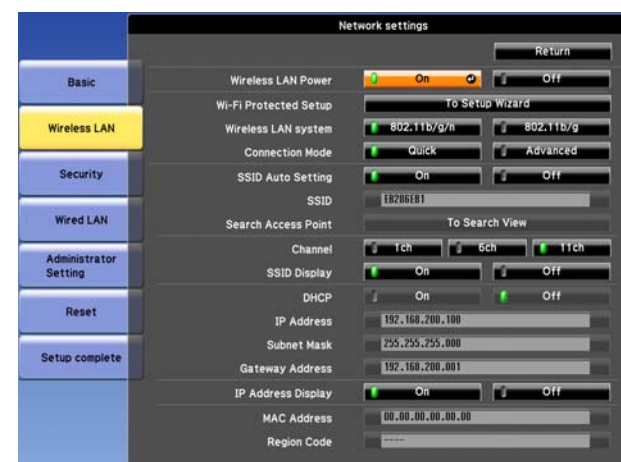 Network settings
Return
Basic
Wireless LAN
Security
Wired LAN
Administrator
Setting
Reset
Setup complete
Wireless LAN Power On Off
Wi-Fi Protected Setup To Setup Wizard
Wireless LAN system 802.11b/g/n 802.11b/g
Connection Mode Quick Advanced
SSID Auto Setting On Off
SSID EB286EB1
Search Access Point To Search View
Channel 1ch 6ch 11ch
SSID Display On Off
DHCP On Off
IP Address 192.168.200.100
Subnet Mask 255.255.255.000
Gateway Address 192.168.200.001
IP Address Display On Off
MAC Address 00.00.00.00.00.00
Region Code ----